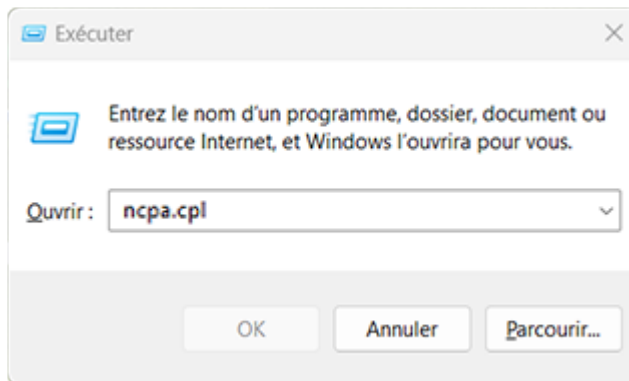 Exécuter
Entrez le nom d'un programme, dossier, document ou
ressource Internet, et Windows l'ouvrira pour vous.
Ouvrir : ncpa.cpl
OK Annuler Parcourir...